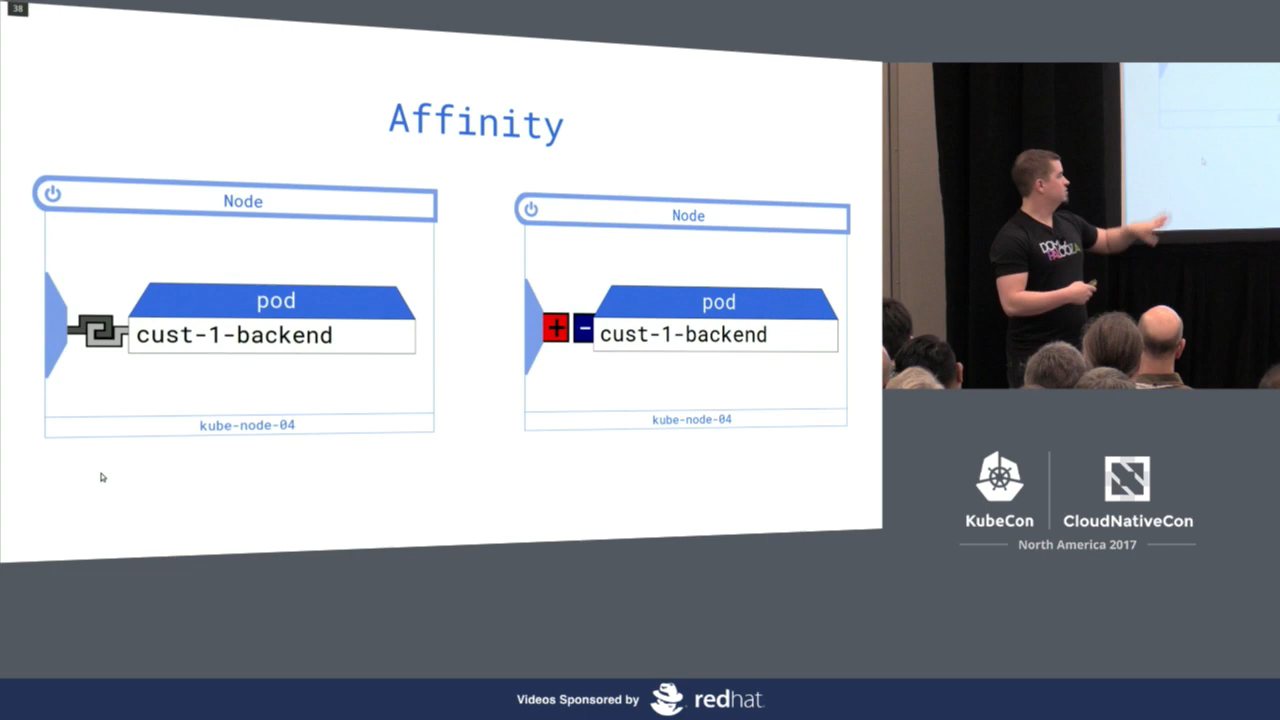 38
Affinity
Node
pod
cust-1-backend
kube-node-04
Node
+ -
pod
cust-1-backend
kube-node-04
KubeCon
CloudNativeCon
North America 2017
Videos Sponsored by redhat